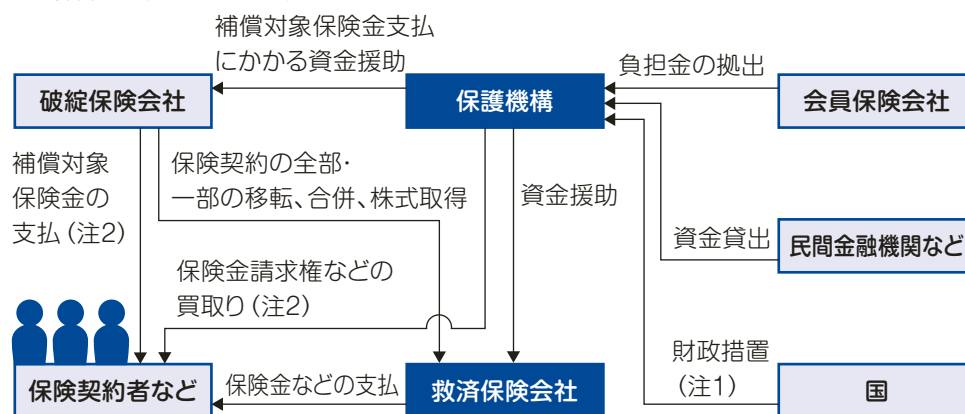 補償対象保険金支払
にかかる資金援助
負担金の拠出
破綻保険会社
保護機構
会員保険会社
補償対象
保険金の
支払(注2)
保険契約の全部・
一部の移転、合併、株式取得
資金援助
資金貸出
民間金融機関など
保険金請求権などの
買取り(注2)
財政措置
(注1)
保険契約者など
保険金などの支払
救済保険会社
国